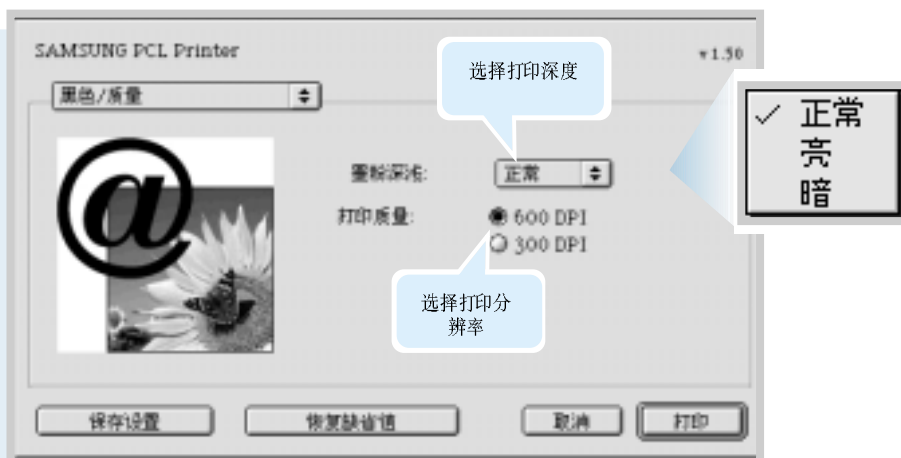 SAMSUNG PCL Printer
v 1.30
黑色/质量
选择打印深度
墨粉深浅:
正常
打印质量:
600 DPI
300 DPI
选择打印分
辨率
正常
亮
暗
保存设置
恢复缺省值
取消
打印
@